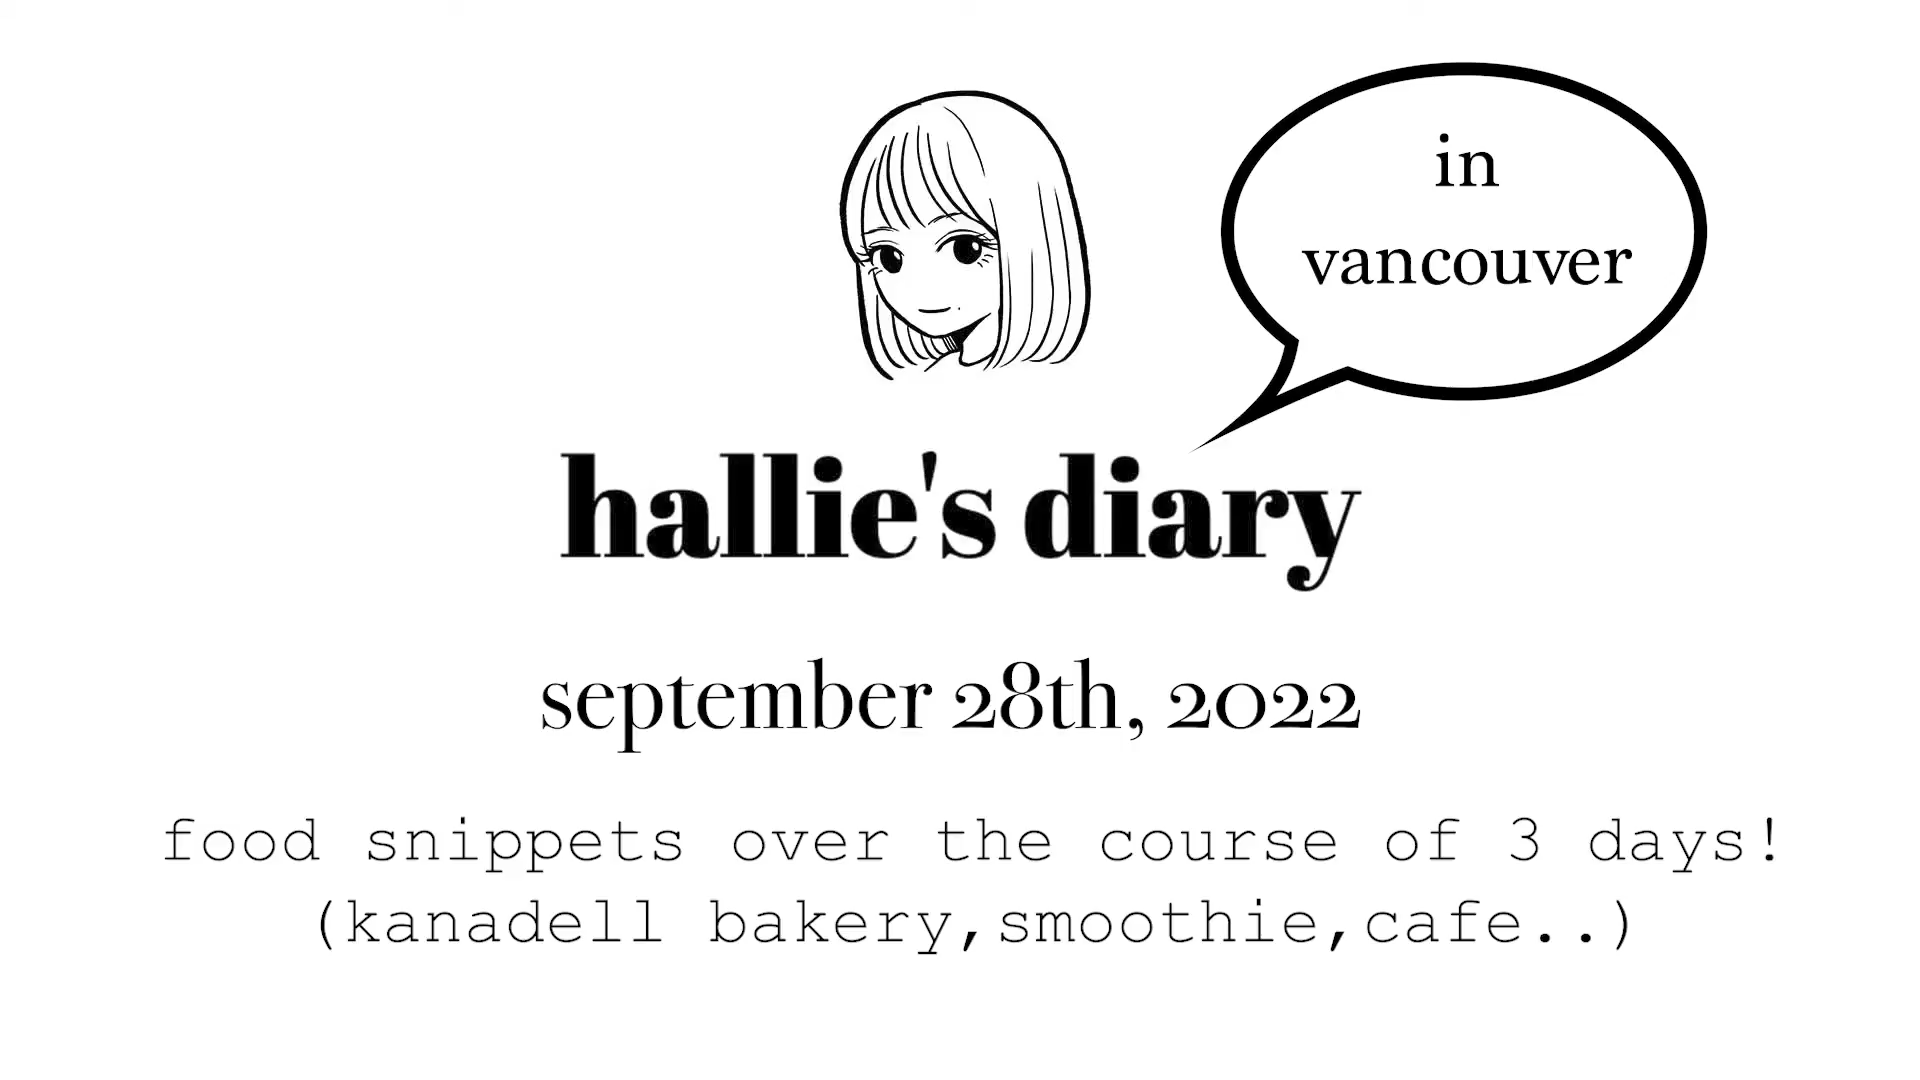 in
vancouver
hallie's diary
september 28th, 2022
food snippets over the course of 3 days!
(kanadell bakery,smoothie,cafe..)